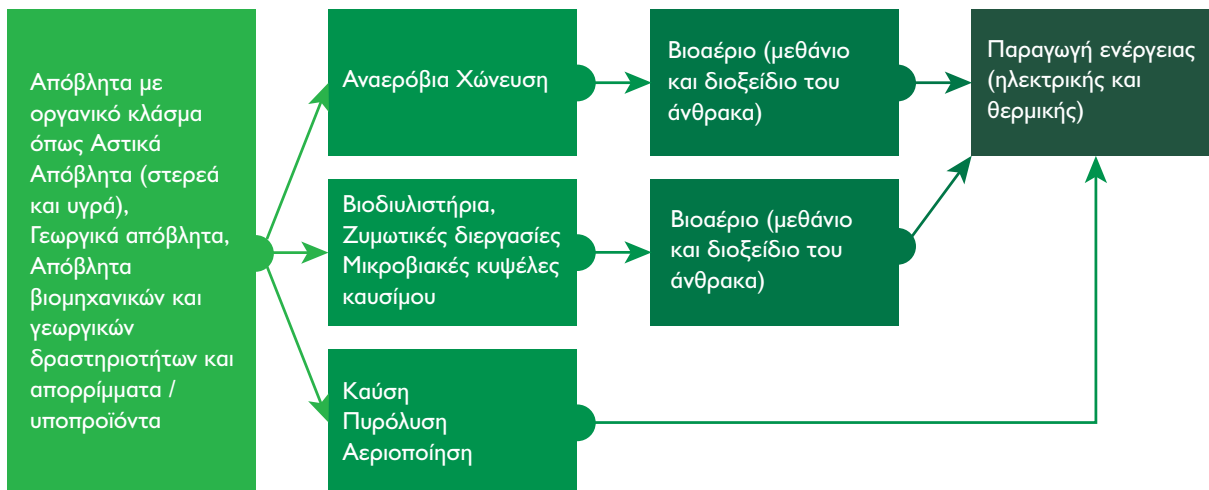 Απόβλητα με
οργανικό κλάσμα
όπως Αστικά
Απόβλητα (στερεά
και υγρά),
Γεωργικά απόβλητα,
Απόβλητα
βιομηχανικών και
γεωργικών
δραστηριοτήτων και
απορρίμματα /
υποπροϊόντα
Αναερόβια Χώνευση
Βιοαέριο (μεθάνιο
και διοξείδιο του
άνθρακα)
Παραγωγή ενέργειας
(ηλεκτρικής και
θερμικής)
Βιοδιυλιστήρια,
Ζυμωτικές διεργασίες
Μικροβιακές κυψέλες
καυσίμου
Βιοαέριο (μεθάνιο
και διοξείδιο του
άνθρακα)
Καύση
Πυρόλυση
Αεριοποίηση